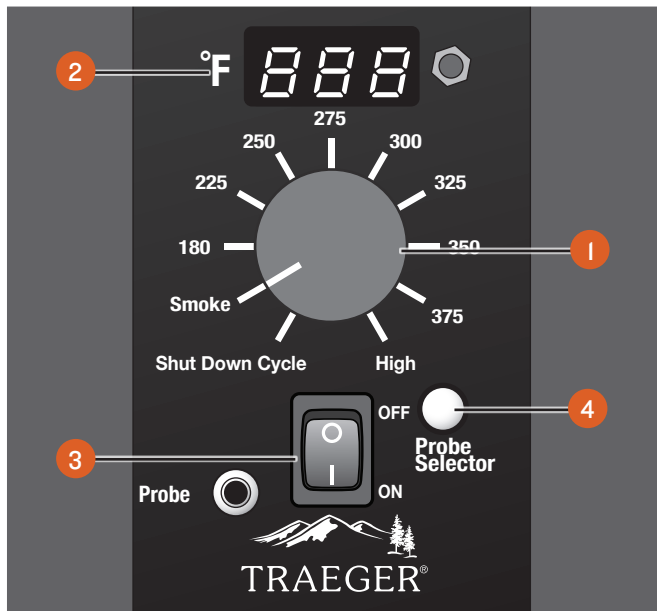 2
°F
888
275
250
300
225
325
180
350
1
Smoke
375
Shut Down Cycle
High
OFF
4
Probe
Selector
3
O
I
ON
Probe
TRAEGER®